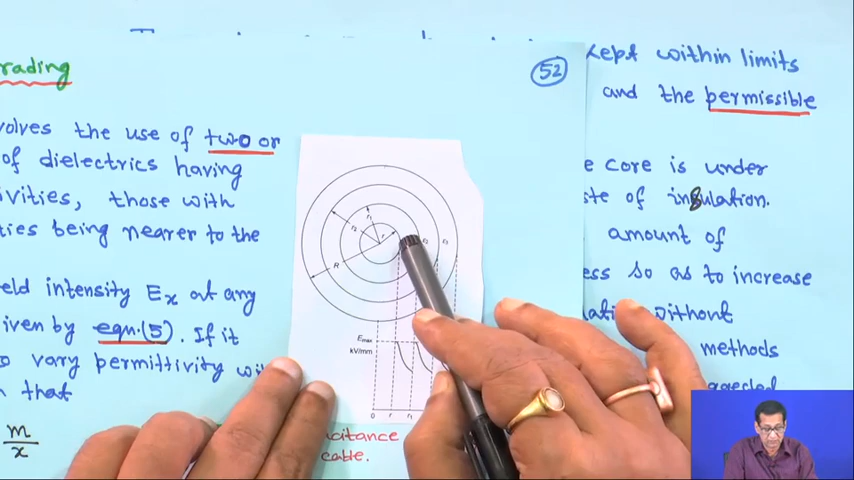 rading
52
volves the use of two or
of dielectrics having
ivities, those with
ties being nearer to the
eld intensity Ex at any
iven by eqn.(5). If it
o vary permittivity wi
that
m/x
r1
r2
r
R
ε2
ε3
Emax
kV/mm
0 r r1
citance
cable.
kept within limits
and the permissible
e core is under
ste of insulation.
amount of
ess so as to increase
without
methods